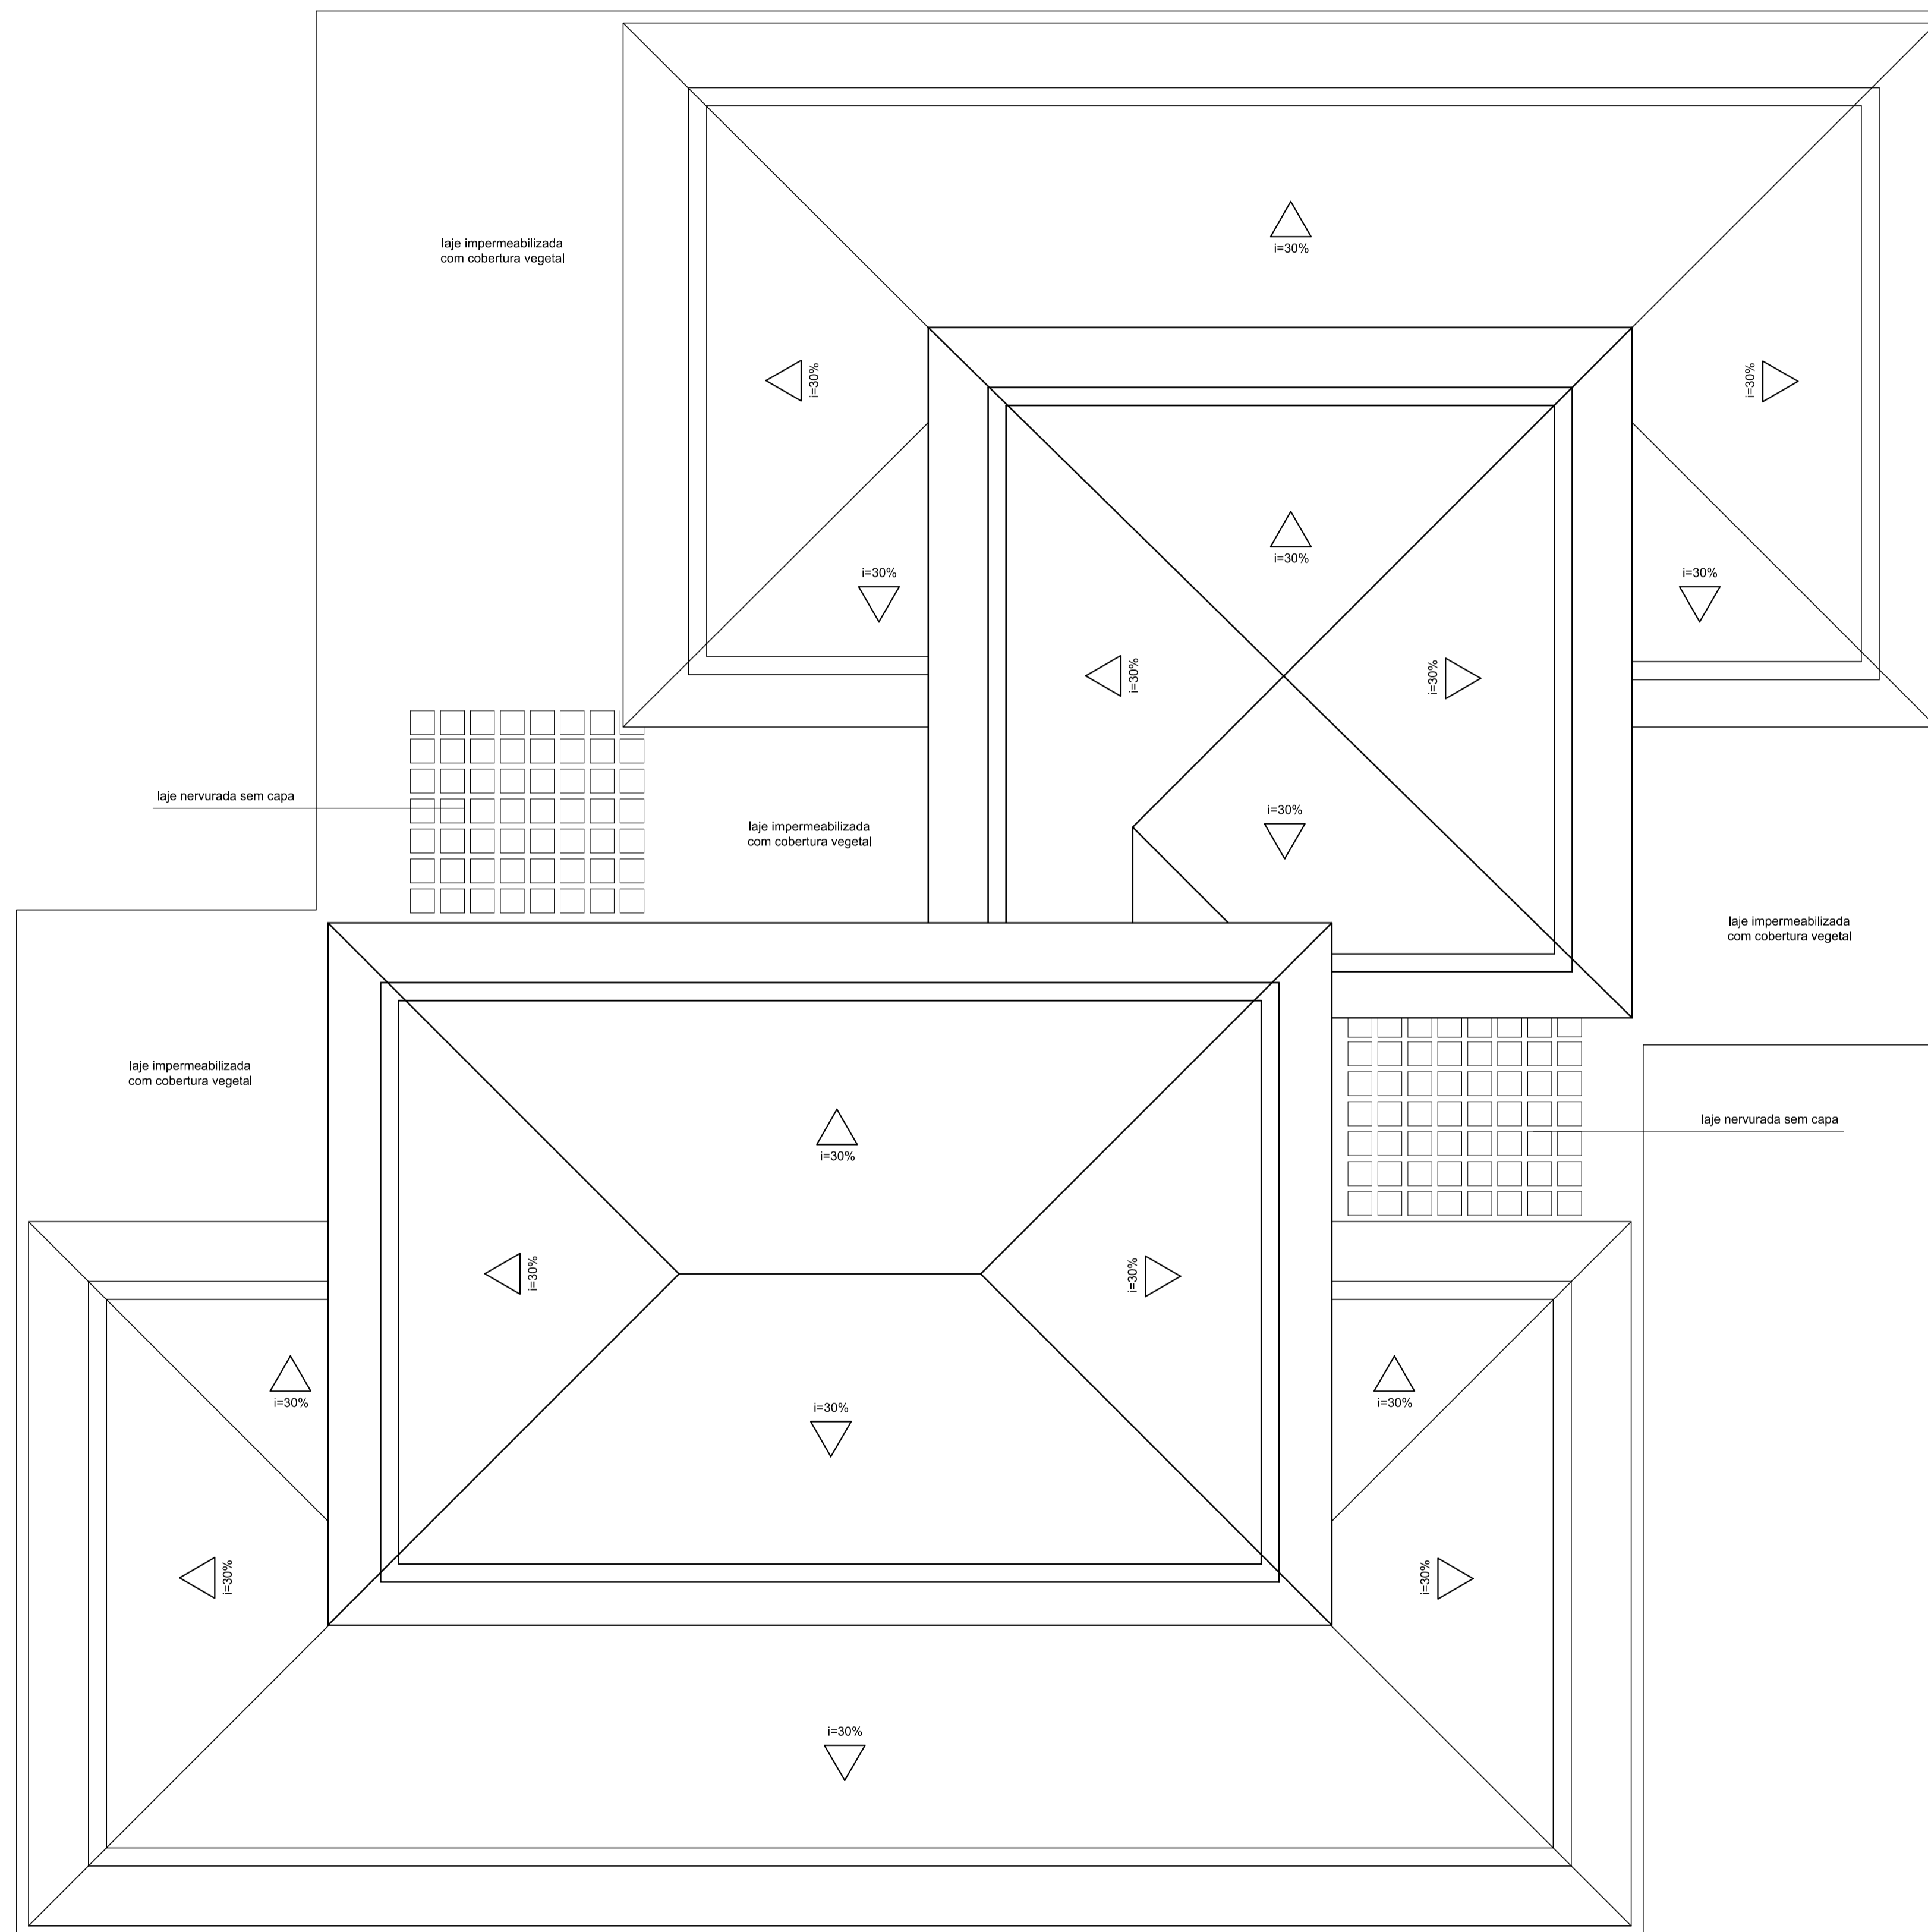 laje impermeabilizada
com cobertura vegetal
i=30%
i=30%
i=30%
i=30%
i=30%
i=30%
i=30%
i=30%
i=30%
laje nervurada sem capa
i=30%
laje impermeabilizada
com cobertura vegetal
laje impermeabilizada
com cobertura vegetal
laje impermeabilizada
com cobertura vegetal
laje nervurada sem capa
i=30%
i=30%
i=30%
i=30%
i=30%
i=30%
i=30%
i=30%
i=30%